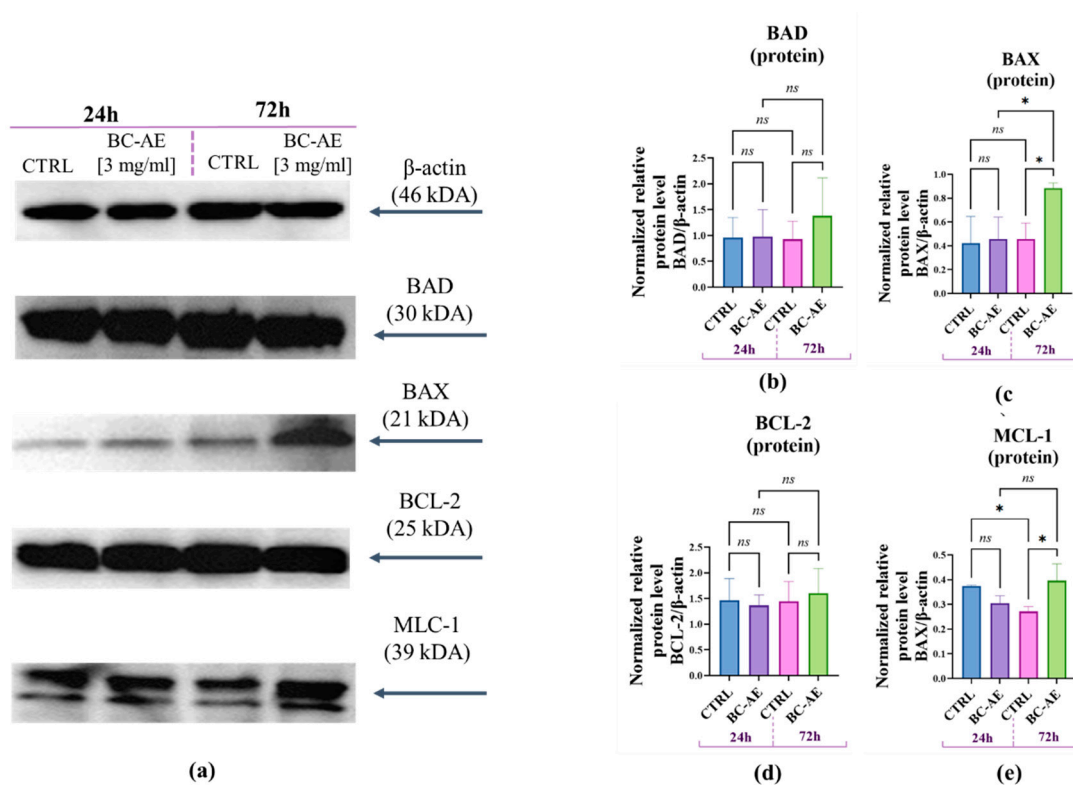 24h 72h
CTRL BC-AE [3 mg/ml] CTRL BC-AE [3 mg/ml]
β-actin
(46 kDA)
BAD
(30 kDA)
BAX
(21 kDA)
BCL-2
(25 kDA)
MLC-1
(39 kDA)
(a)
BAD
(protein)
ns
ns
ns ns
Normalized relative
protein level
BAD/β-actin
2.5
2.0
1.5
1.0
0.5
0.0
CTRL BC-AE CTRL BC-AE
24h 72h
(b)
BAX
(protein)
*
ns
ns *
Normalized relative
protein level
BAX/β-actin
1.0
0.8
0.6
0.4
0.2
0.0
CTRL BC-AE CTRL BC-AE
24h 72h
(c
BCL-2
(protein)
ns
ns
ns ns
Normalized relative
protein level
BCL-2/β-actin
2.5
2.0
1.5
1.0
0.5
0.0
CTRL BC-AE CTRL BC-AE
24h 72h
(d)
MCL-1
(protein)
ns
*
ns *
Normalized relative
protein level
BAX/β-actin
0.5
0.4
0.3
0.2
0.1
0.0
CTRL BC-AE CTRL BC-AE
24h 72h
(e)